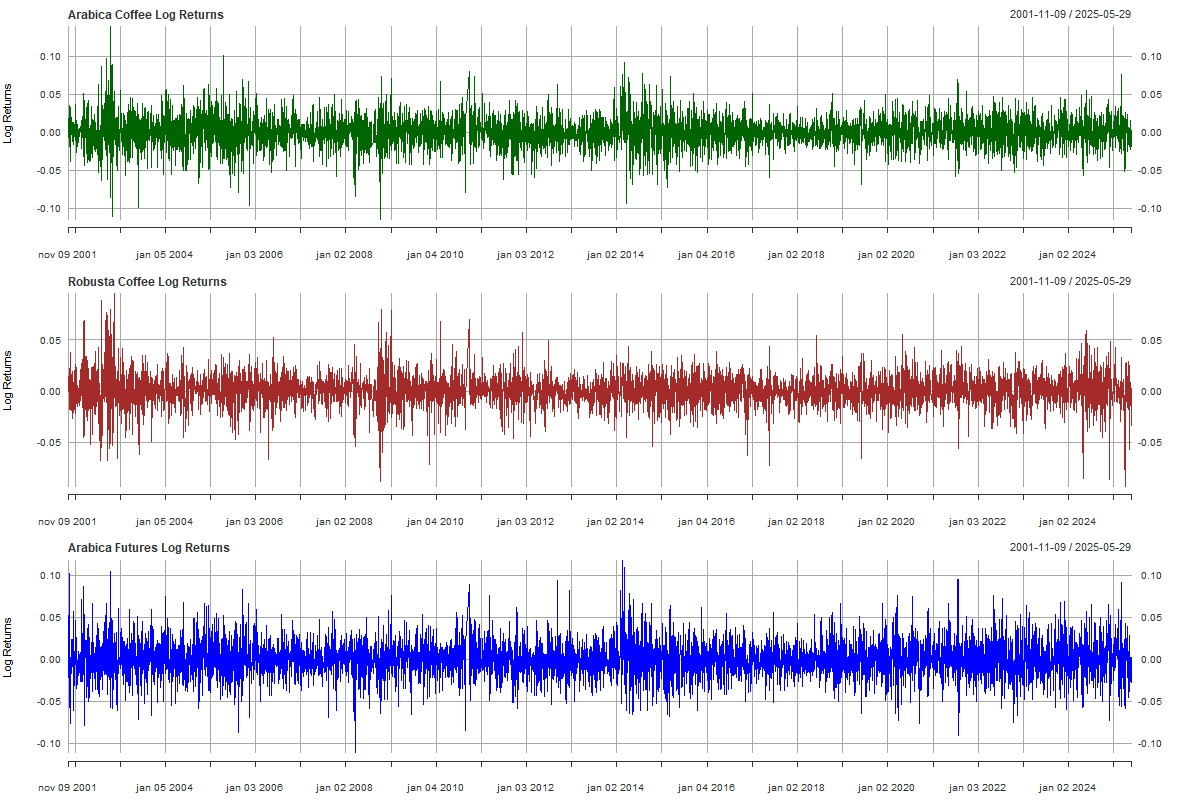 Arabica Coffee Log Returns 2001-11-09 / 2025-05-29
Log Returns
0.10 0.10
0.05 0.05
0.00 0.00
-0.05 -0.05
-0.10 -0.10
nov 09 2001 jan 05 2004 jan 03 2006 jan 02 2008 jan 04 2010 jan 03 2012 jan 02 2014 jan 04 2016 jan 02 2018 jan 02 2020 jan 03 2022 jan 02 2024
Robusta Coffee Log Returns 2001-11-09 / 2025-05-29
Log Returns
0.05 0.05
0.00 0.00
-0.05 -0.05
nov 09 2001 jan 05 2004 jan 03 2006 jan 02 2008 jan 04 2010 jan 03 2012 jan 02 2014 jan 04 2016 jan 02 2018 jan 02 2020 jan 03 2022 jan 02 2024
Arabica Futures Log Returns 2001-11-09 / 2025-05-29
Log Returns
0.10 0.10
0.05 0.05
0.00 0.00
-0.05 -0.05
-0.10 -0.10
nov 09 2001 jan 05 2004 jan 03 2006 jan 02 2008 jan 04 2010 jan 03 2012 jan 02 2014 jan 04 2016 jan 02 2018 jan 02 2020 jan 03 2022 jan 02 2024